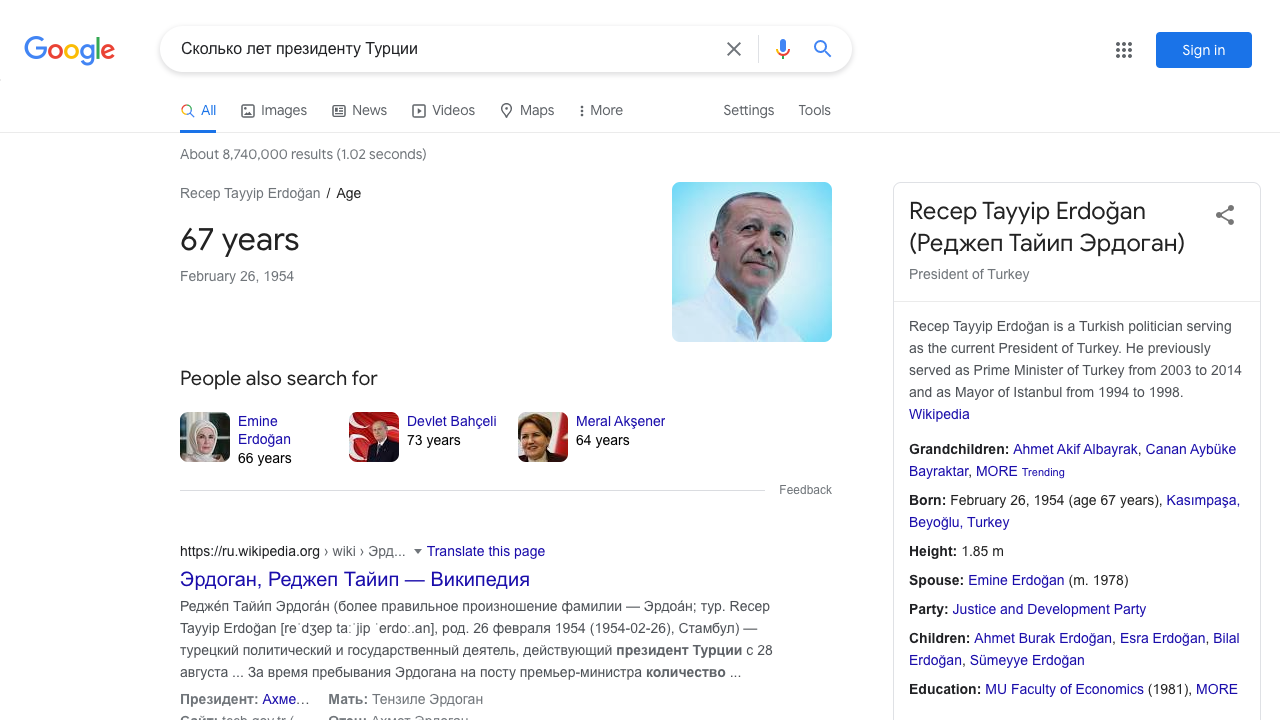 Google
Сколько лет президенту Турции
Sign in
All
Images
News
Videos
Maps
More
Settings
Tools
About 8,740,000 results (1.02 seconds)
Recep Tayyip Erdoğan / Age
67 years
February 26, 1954
People also search for
Emine
Erdoğan
66 years
Devlet Bahçeli
73 years
Meral Akşener
64 years
Feedback
https://ru.wikipedia.org › wiki › Эрд... Translate this page
Эрдоган, Реджеп Тайип — Википедия
Редже́п Тайи́п Эрдога́н (более правильное произношение фамилии — Эрдоа́н; тур. Recep
Tayyip Erdoğan [reˈdʒep taːˈjip ˈerdoː.an], род. 26 февраля 1954 (1954-02-26), Стамбул) —
турецкий политический и государственный деятель, действующий президент Турции с 28
августа ... За время пребывания Эрдогана на посту премьер-министра количество ...
Президент: Ахме… Мать: Тензиле Эрдоган
Recep Tayyip Erdoğan
(Реджеп Тайип Эрдоган)
President of Turkey
Recep Tayyip Erdoğan is a Turkish politician serving
as the current President of Turkey. He previously
served as Prime Minister of Turkey from 2003 to 2014
and as Mayor of Istanbul from 1994 to 1998.
Wikipedia
Grandchildren: Ahmet Akif Albayrak, Canan Aybüke
Bayraktar, MORE Trending
Born: February 26, 1954 (age 67 years), Kasımpaşa,
Beyoğlu, Turkey
Height: 1.85 m
Spouse: Emine Erdoğan (m. 1978)
Party: Justice and Development Party
Children: Ahmet Burak Erdoğan, Esra Erdoğan, Bilal
Erdoğan, Sümeyye Erdoğan
Education: MU Faculty of Economics (1981), MORE